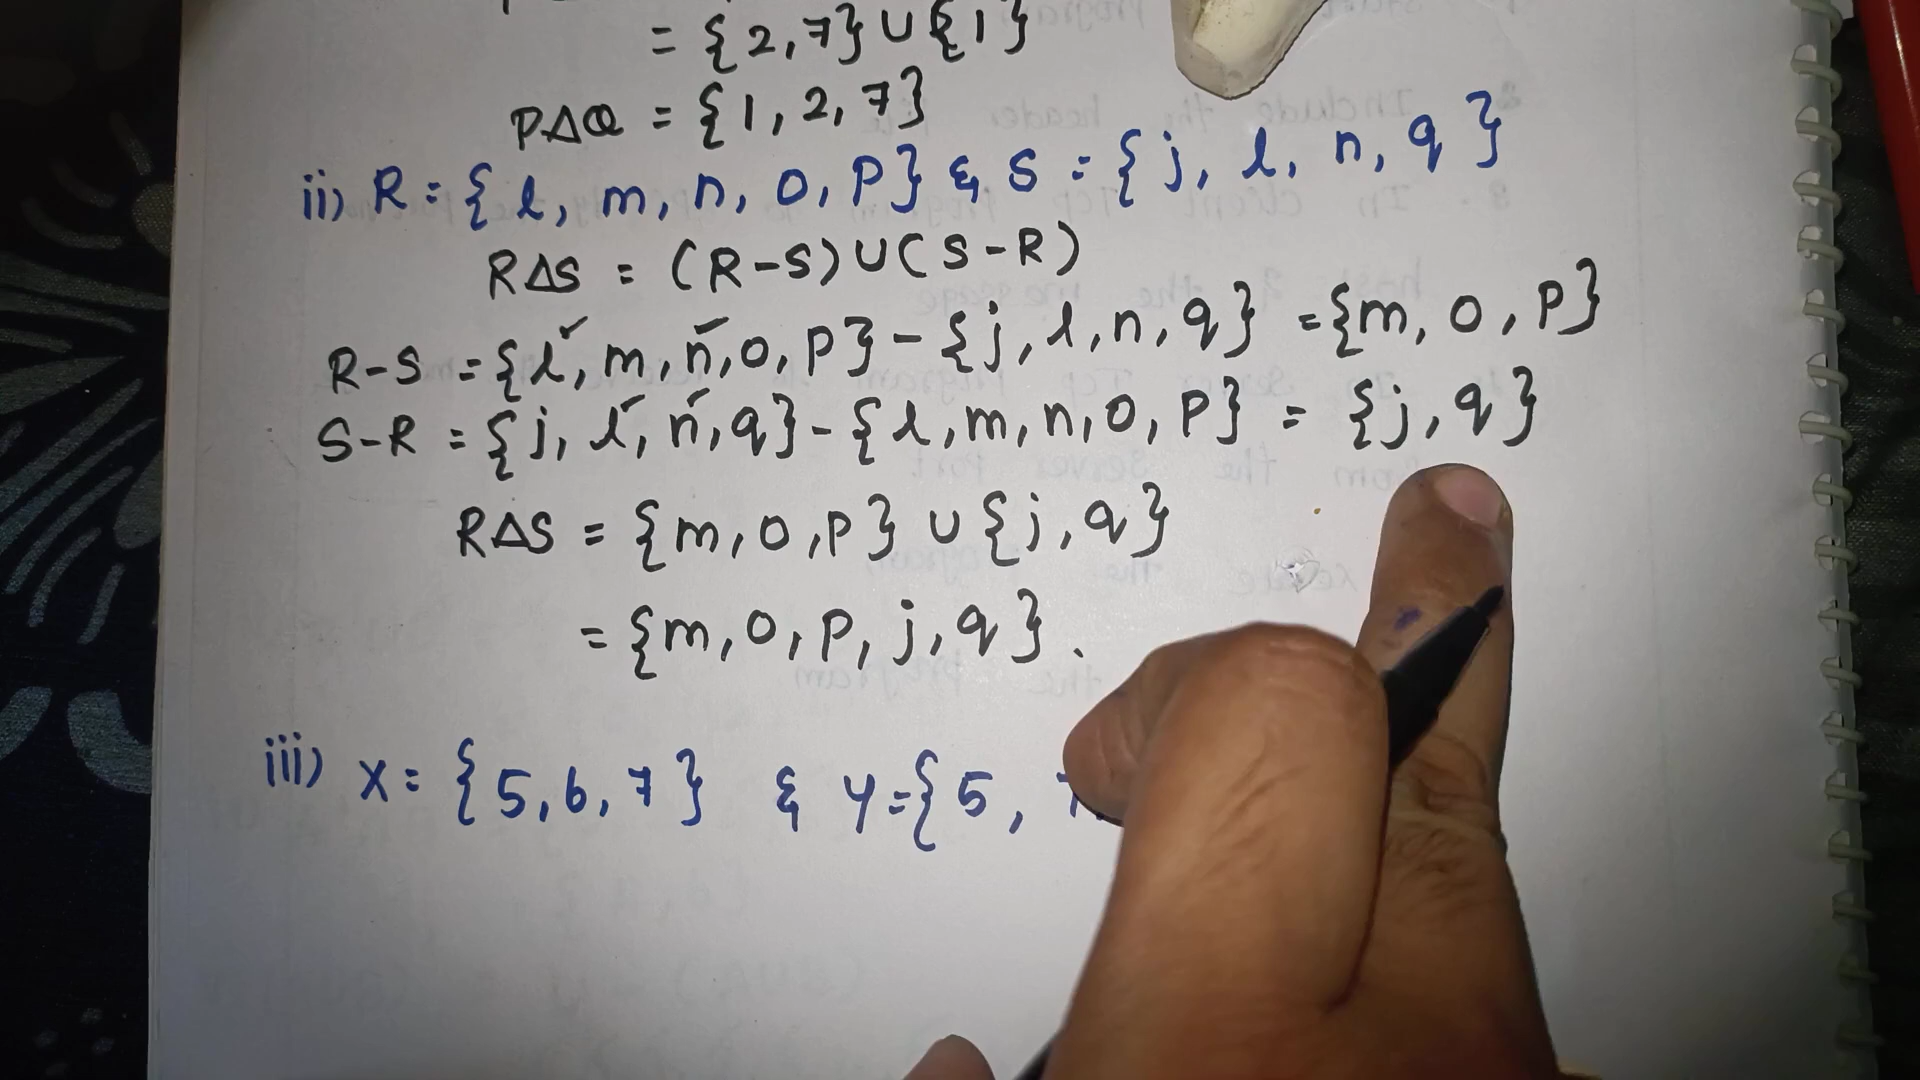 = {2,7} ∪ {1}
PΔQ = {1, 2, 7}
ii) R = {l, m, n, o, p} & S = {j, l, n, q}
RΔS = (R-S) ∪ (S-R)
R-S = {l, m, n, o, p} - {j, l, n, q} = {m, o, p}
S-R = {j, l, n, q} - {l, m, n, o, p} = {j, q}
RΔS = {m, o, p} ∪ {j, q}
= {m, o, p, j, q}.
iii) X = {5, 6, 7} & Y = {5,